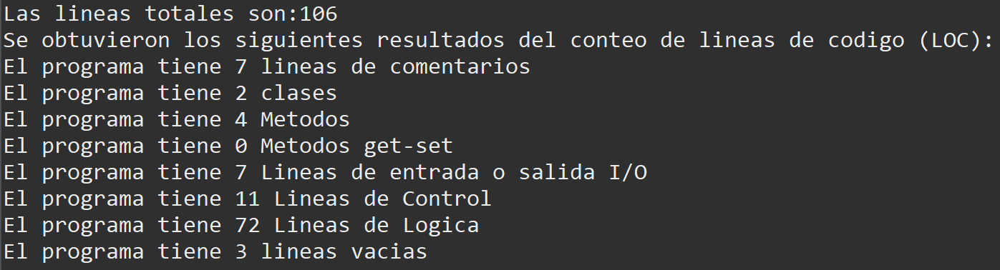 Las lineas totales son:106
Se obtuvieron los siguientes resultados del conteo de lineas de codigo (LOC):
El programa tiene 7 lineas de comentarios
El programa tiene 2 clases
El programa tiene 4 Metodos
El programa tiene 0 Metodos get-set
El programa tiene 7 Lineas de entrada o salida I/O
El programa tiene 11 Lineas de Control
El programa tiene 72 Lineas de Logica
El programa tiene 3 lineas vacias